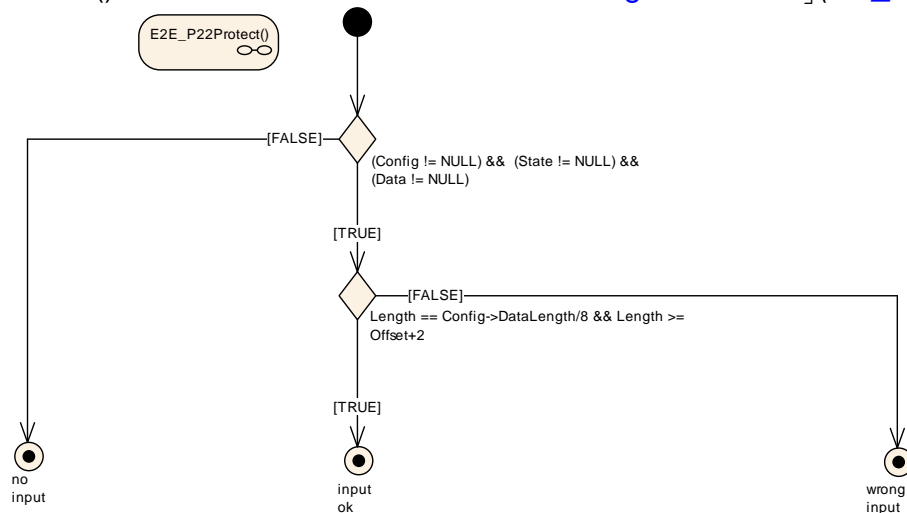 E2E_P22Protect()
[FALSE]
(Config != NULL) && (State != NULL) &&
(Data != NULL)
[TRUE]
[FALSE]
Length == Config->DataLength/8 && Length >=
Offset+2
[TRUE]
no
input
input
ok
wrong
input